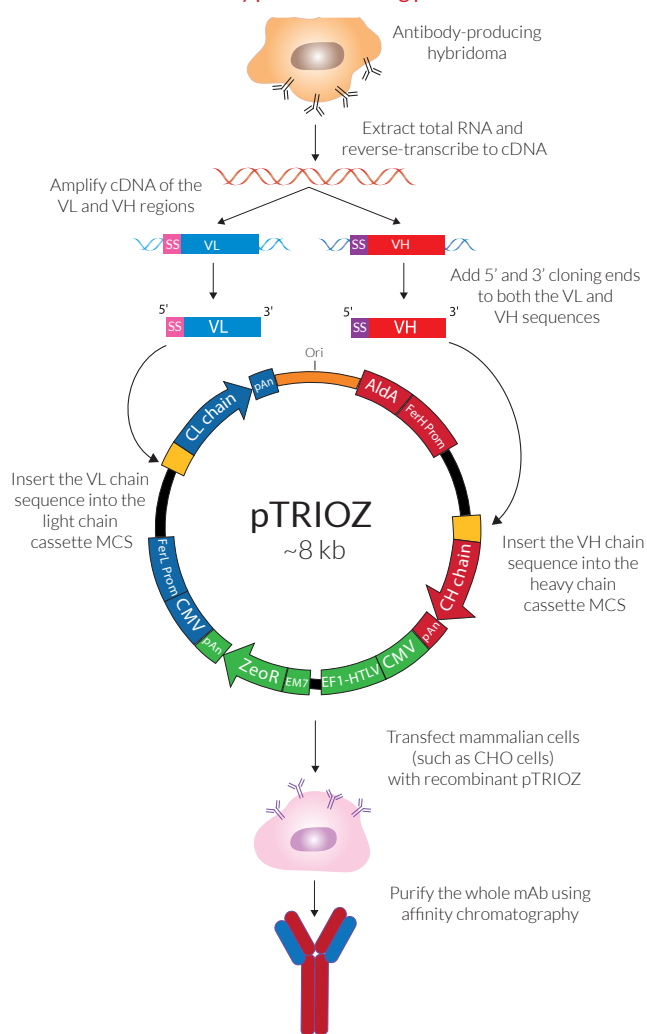 Antibody-producing
hybridoma
Extract total RNA and
reverse-transcribe to cDNA
Amplify cDNA of the
VL and VH regions
SS VL
SS VH
Add 5' and 3' cloning ends
to both the VL and
VH sequences
5' 3'
SS VL
5' 3'
SS VH
Ori
pAn
CL chain
AldA
FerH Prom
Insert the VL chain
sequence into the
light chain
cassette MCS
pTRIOZ
~8 kb
Insert the VH chain
sequence into the
heavy chain
cassette MCS
CH chain
pAn
CMV
EF1-HTLV
EM7
ZeoR
pAn
CMV
FerL Prom
Transfect mammalian cells
(such as CHO cells)
with recombinant pTRIOZ
Purify the whole mAb using
affinity chromatography